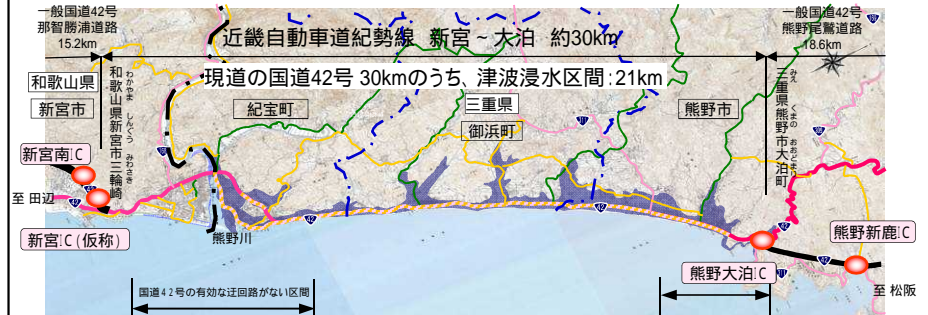 一般国道42号
那智勝浦道路
15.2km
近畿自動車道紀勢線 新宮~大泊 約30km
一般国道42号
熊野尾鷲道路
18.6km
現道の国道42号 30kmのうち、津波浸水区間:21km
和歌山県
新宮市
和歌山県新宮市三輪崎
わかやま しんぐう みわさき
紀宝町
三重県
御浜町
熊野市
三重県熊野市大泊町
みえ くまの おおどまり
新宮南IC
至 田辺
新宮IC(仮称)
熊野川
42
42
42
42
42
熊野大泊IC
熊野新鹿IC
至 松阪
国道42号の有効な迂回路がない区間